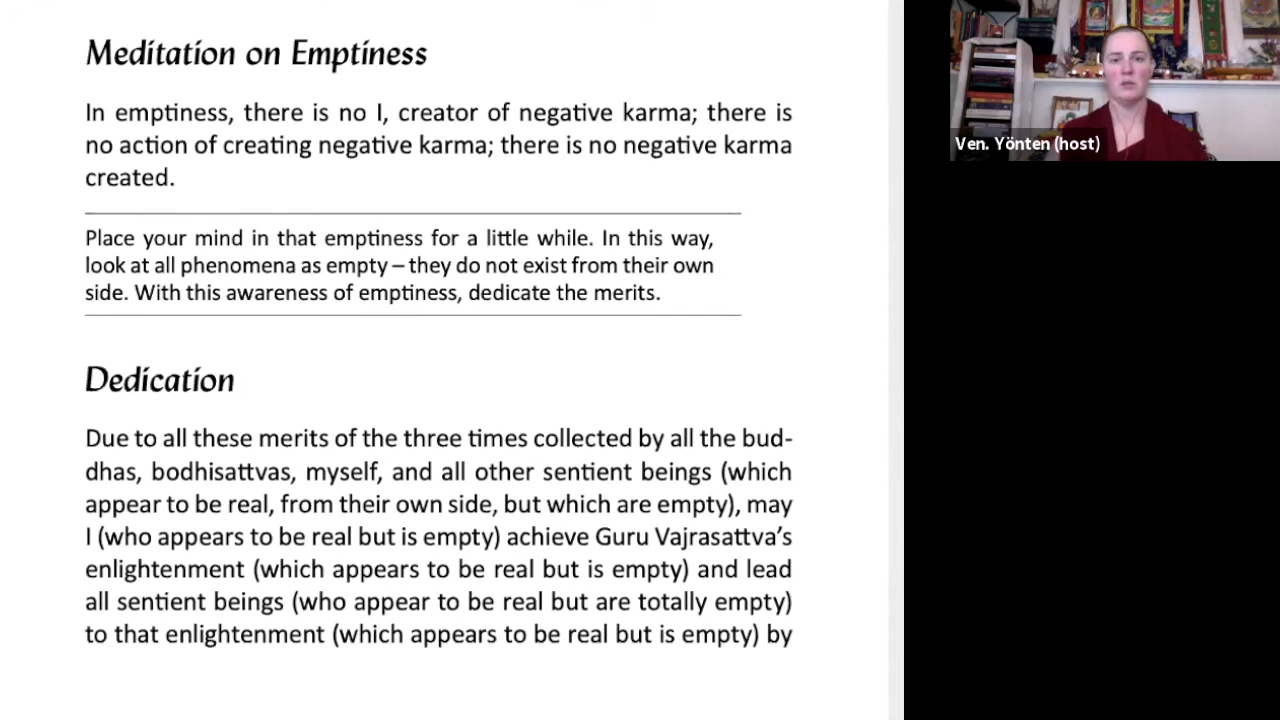 Meditation on Emptiness
In emptiness, there is no I, creator of negative karma; there is
no action of creating negative karma; there is no negative karma
created.
Place your mind in that emptiness for a little while. In this way,
look at all phenomena as empty – they do not exist from their own
side. With this awareness of emptiness, dedicate the merits.
Dedication
Due to all these merits of the three times collected by all the bud-
dhas, bodhisattvas, myself, and all other sentient beings (which
appear to be real, from their own side, but which are empty), may
I (who appears to be real but is empty) achieve Guru Vajrasattva's
enlightenment (which appears to be real but is empty) and lead
all sentient beings (who appear to be real but are totally empty)
to that enlightenment (which appears to be real but is empty) by
Ven. Yönten (host)